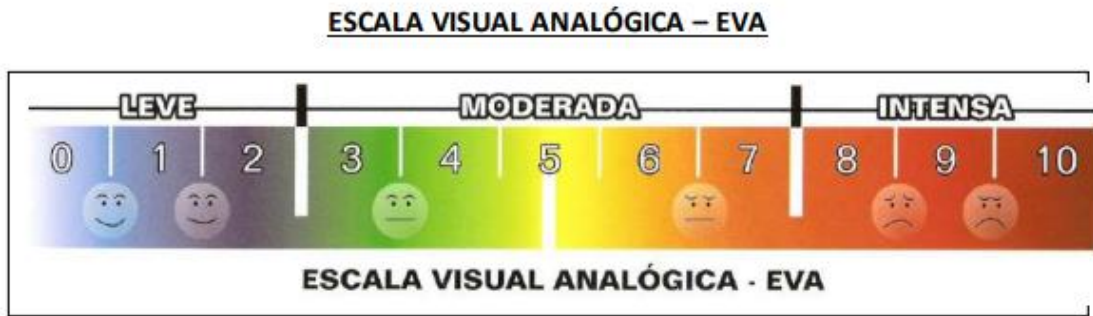 ESCALA VISUAL ANALÓGICA – EVA
LEVE MODERADA INTENSA
0 1 2 3 4 5 6 7 8 9 10
ESCALA VISUAL ANALÓGICA - EVA